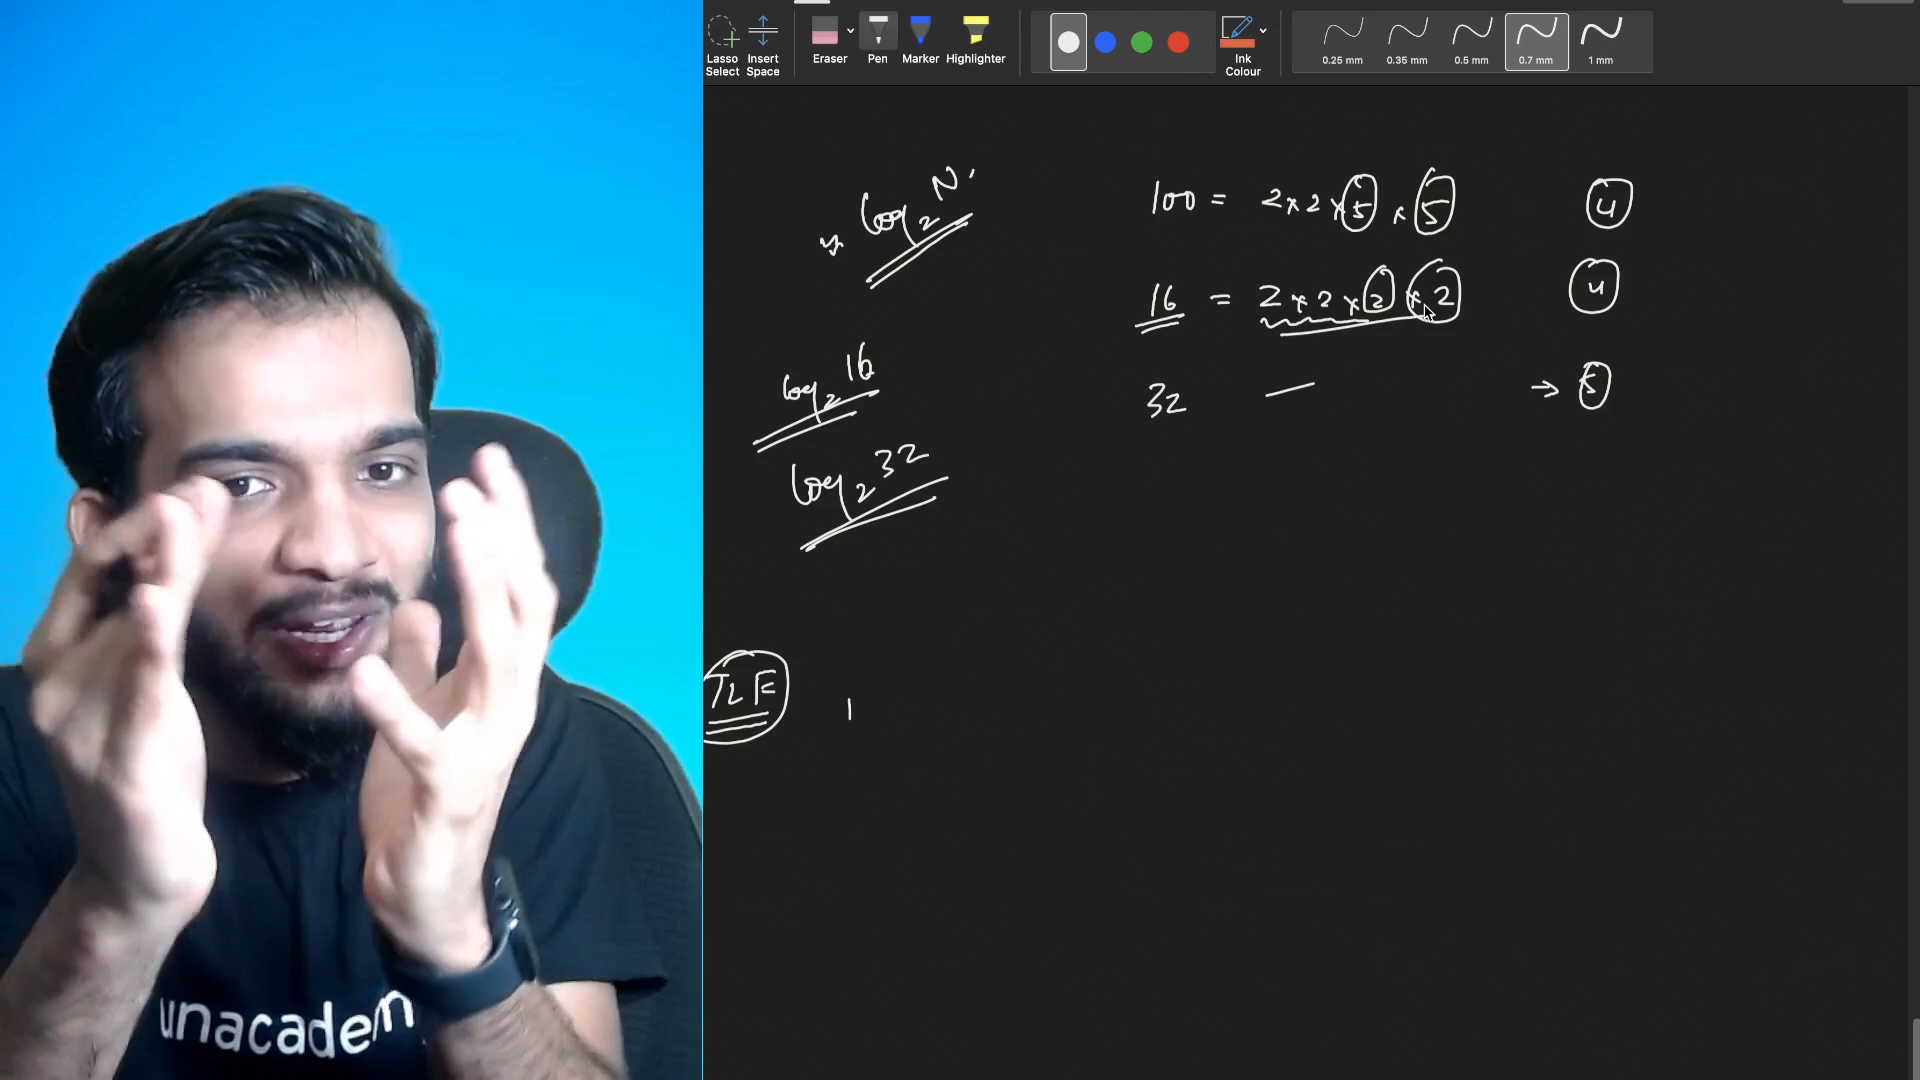 Lasso Select
Insert Space
Eraser
Pen
Marker
Highlighter
Ink Colour
0.25 mm
0.35 mm
0.5 mm
0.7 mm
1 mm
log₂ N
100 = 2 × 2 × 5 × 5 4
16 = 2 × 2 × 2 × 2 4
log₂ 16
32 — → 5
log₂ 32
TLE
1
unacadem